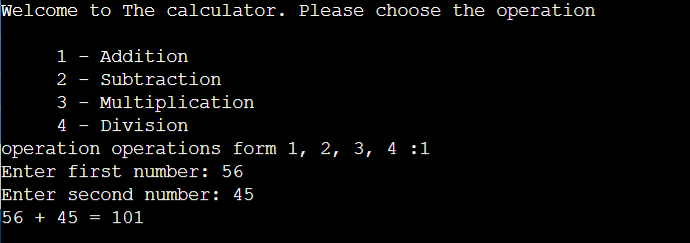 Welcome to The calculator. Please choose the operation
1 - Addition
2 - Subtraction
3 - Multiplication
4 - Division
operation operations form 1, 2, 3, 4 :1
Enter first number: 56
Enter second number: 45
56 + 45 = 101